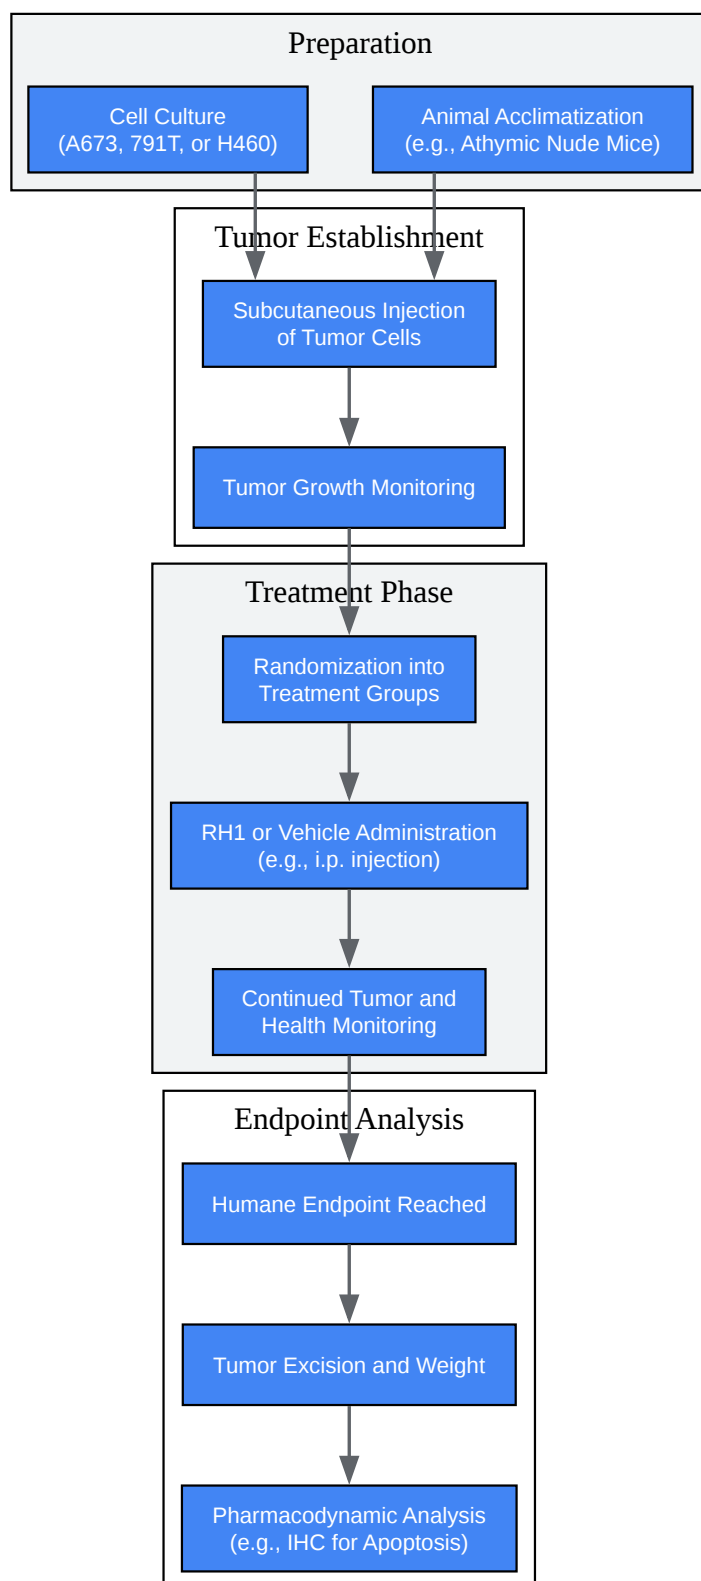 Preparation
Cell Culture
(A673, 791T, or H460)
Animal Acclimatization
(e.g., Athymic Nude Mice)
Tumor Establishment
Subcutaneous Injection
of Tumor Cells
Tumor Growth Monitoring
Treatment Phase
Randomization into
Treatment Groups
RH1 or Vehicle Administration
(e.g., i.p. injection)
Continued Tumor and
Health Monitoring
Endpoint Analysis
Humane Endpoint Reached
Tumor Excision and Weight
Pharmacodynamic Analysis
(e.g., IHC for Apoptosis)